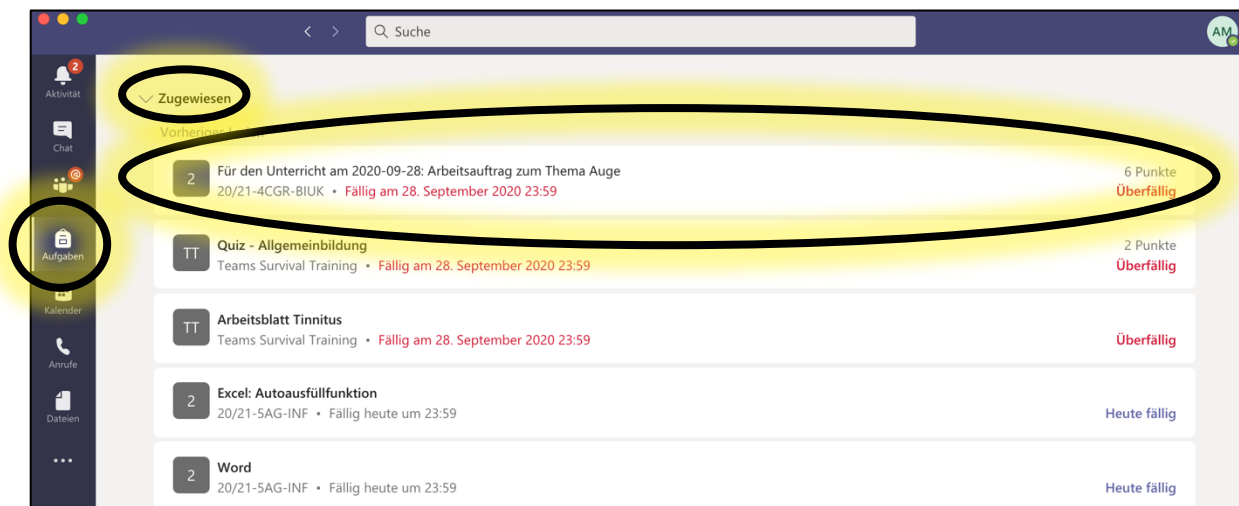 Suche
AM
2
Aktivität
Chat
@
Aufgaben
Kalender
Anrufe
Dateien
Zugewiesen
Vorheriges laden
2
Für den Unterricht am 2020-09-28: Arbeitsauftrag zum Thema Auge
6 Punkte
20/21-4CGR-BIUK • Fällig am 28. September 2020 23:59
Überfällig
TT
Quiz - Allgemeinbildung
2 Punkte
Teams Survival Training • Fällig am 28. September 2020 23:59
Überfällig
TT
Arbeitsblatt Tinnitus
Teams Survival Training • Fällig am 28. September 2020 23:59
Überfällig
2
Excel: Autoausfüllfunktion
20/21-5AG-INF • Fällig heute um 23:59
Heute fällig
2
Word
20/21-5AG-INF • Fällig heute um 23:59
Heute fällig